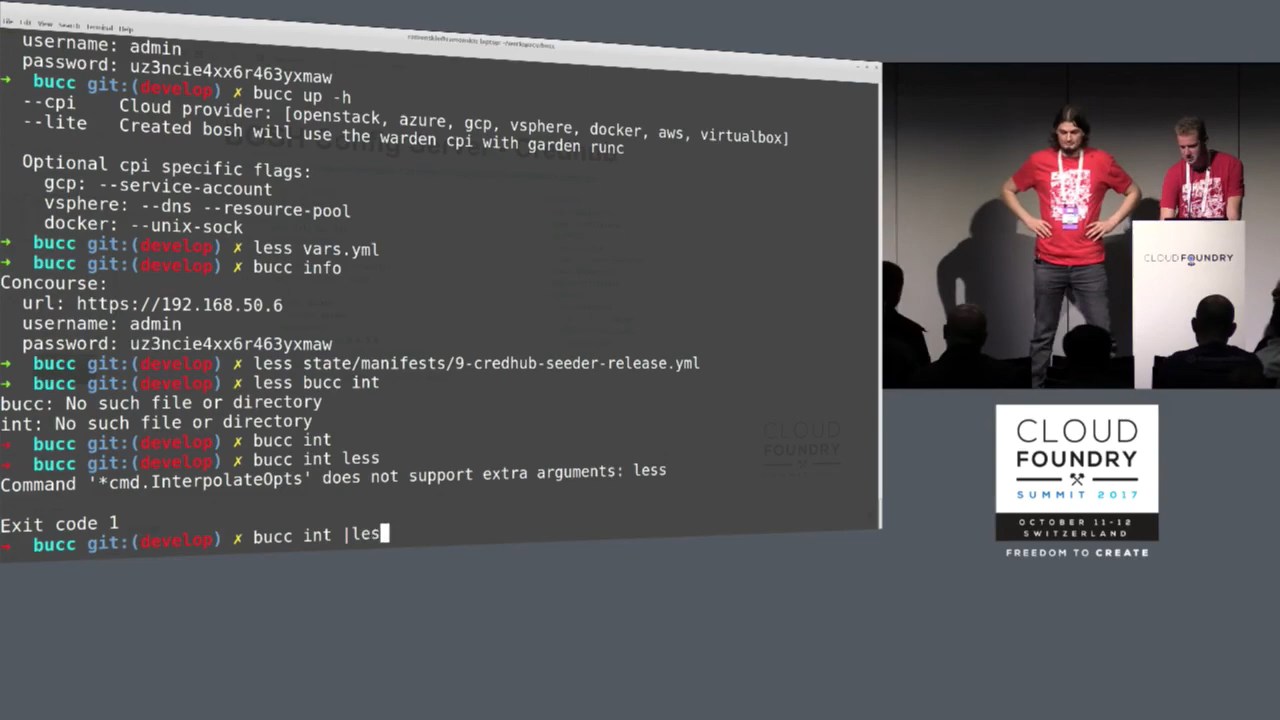 File Edit View Search Terminal Help
username: admin
password: uz3ncie4xx6r463yxmaw
➜ bucc git:(develop) ✗ bucc up -h
--cpi Cloud provider: [openstack, azure, gcp, vsphere, docker, aws, virtualbox]
--lite Created bosh will use the warden cpi with garden runc
Optional cpi specific flags:
gcp: --service-account
vsphere: --dns --resource-pool
docker: --unix-sock
➜ bucc git:(develop) ✗ less vars.yml
➜ bucc git:(develop) ✗ bucc info
Concourse:
url: https://192.168.50.6
username: admin
password: uz3ncie4xx6r463yxmaw
➜ bucc git:(develop) ✗ less state/manifests/9-credhub-seeder-release.yml
➜ bucc git:(develop) ✗ less bucc int
bucc: No such file or directory
int: No such file or directory
➜ bucc git:(develop) ✗ bucc int
➜ bucc git:(develop) ✗ bucc int less
Command '*cmd.InterpolateOpts' does not support extra arguments: less
Exit code 1
➜ bucc git:(develop) ✗ bucc int |les
CLOUD FOUNDRY
CLOUD
FOUNDRY
SUMMIT 2017
OCTOBER 11-12
SWITZERLAND
FREEDOM TO CREATE